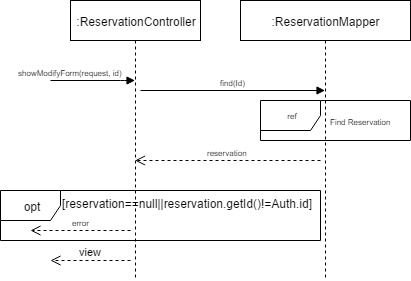 :ReservationController
:ReservationMapper
showModifyForm(request, id)
find(Id)
ref
Find Reservation
reservation
opt
[reservation==null||reservation.getId()!=Auth.id]
error
view